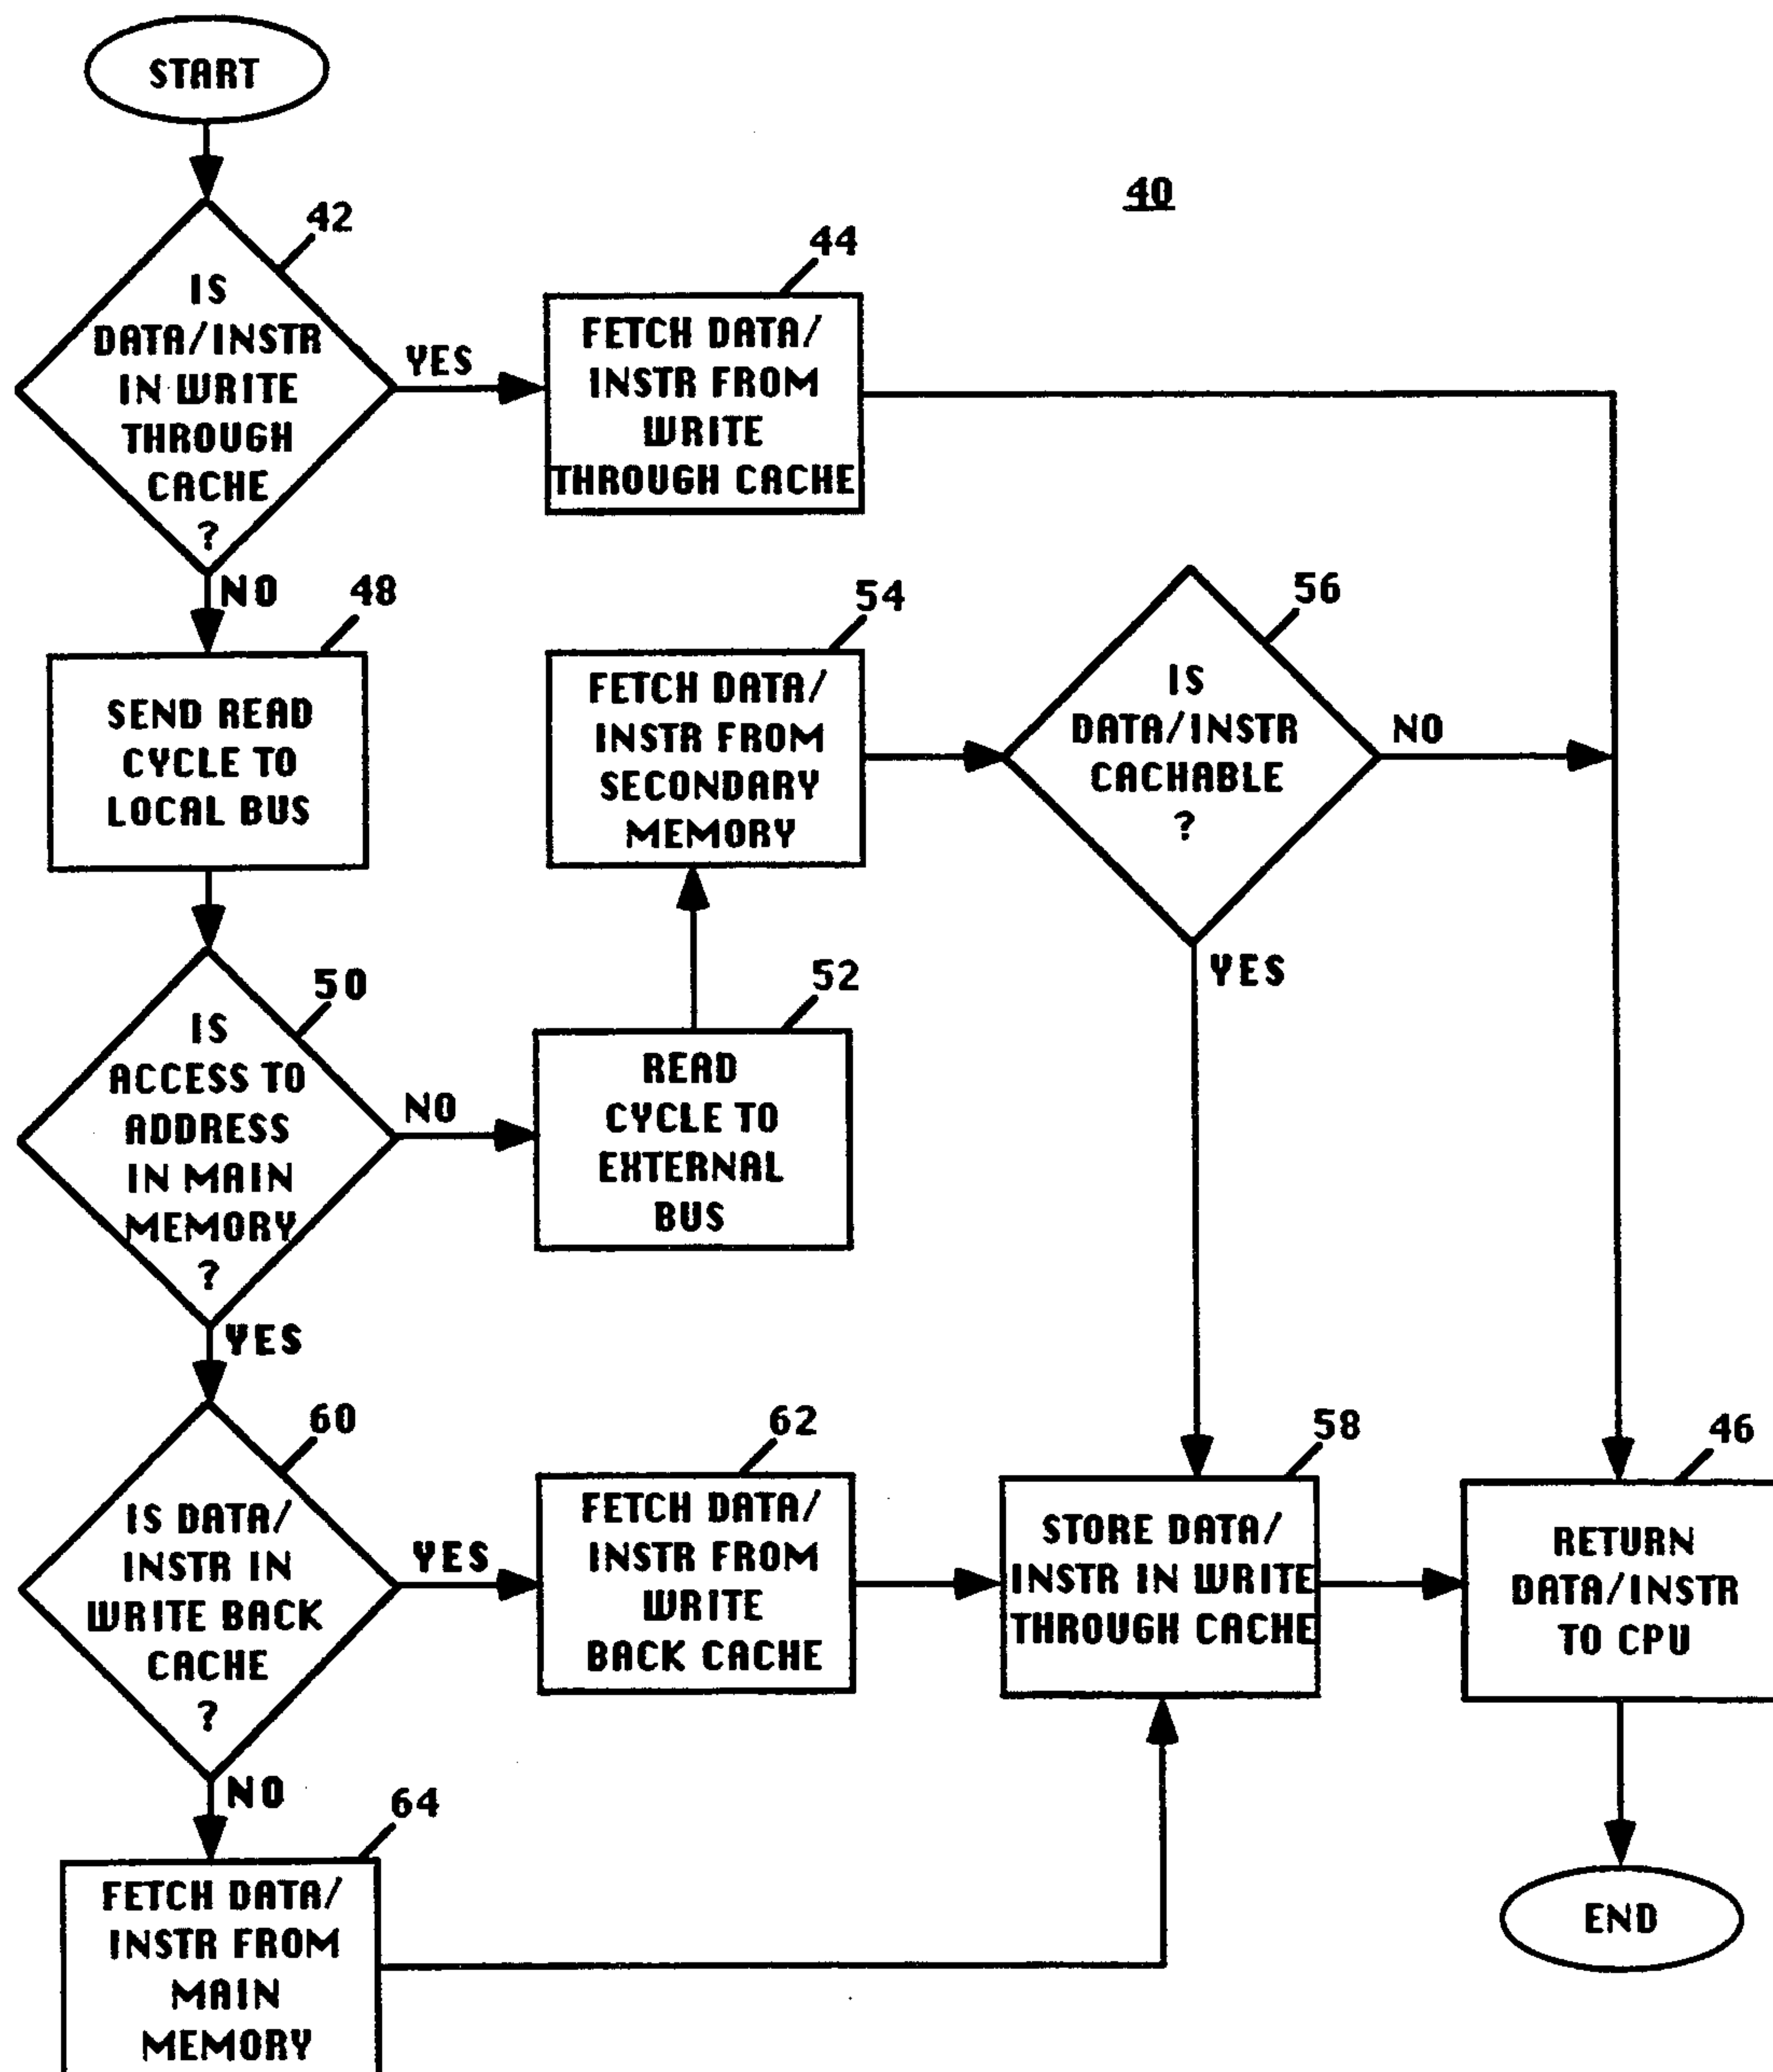 START
40
42
IS
DATA/INSTR
IN WRITE
THROUGH
CACHE
?
YES
NO
44
FETCH DATA/
INSTR FROM
WRITE
THROUGH CACHE
48
SEND READ
CYCLE TO
LOCAL BUS
54
FETCH DATA/
INSTR FROM
SECONDARY
MEMORY
56
IS
DATA/INSTR
CACHABLE
?
NO
YES
50
IS
ACCESS TO
ADDRESS
IN MAIN
MEMORY
?
NO
YES
52
READ
CYCLE TO
EXTERNAL
BUS
60
IS DATA/
INSTR IN
WRITE BACK
CACHE
?
YES
NO
62
FETCH DATA/
INSTR FROM
WRITE
BACK CACHE
58
STORE DATA/
INSTR IN WRITE
THROUGH CACHE
46
RETURN
DATA/INSTR
TO CPU
64
FETCH DATA/
INSTR FROM
MAIN
MEMORY
END